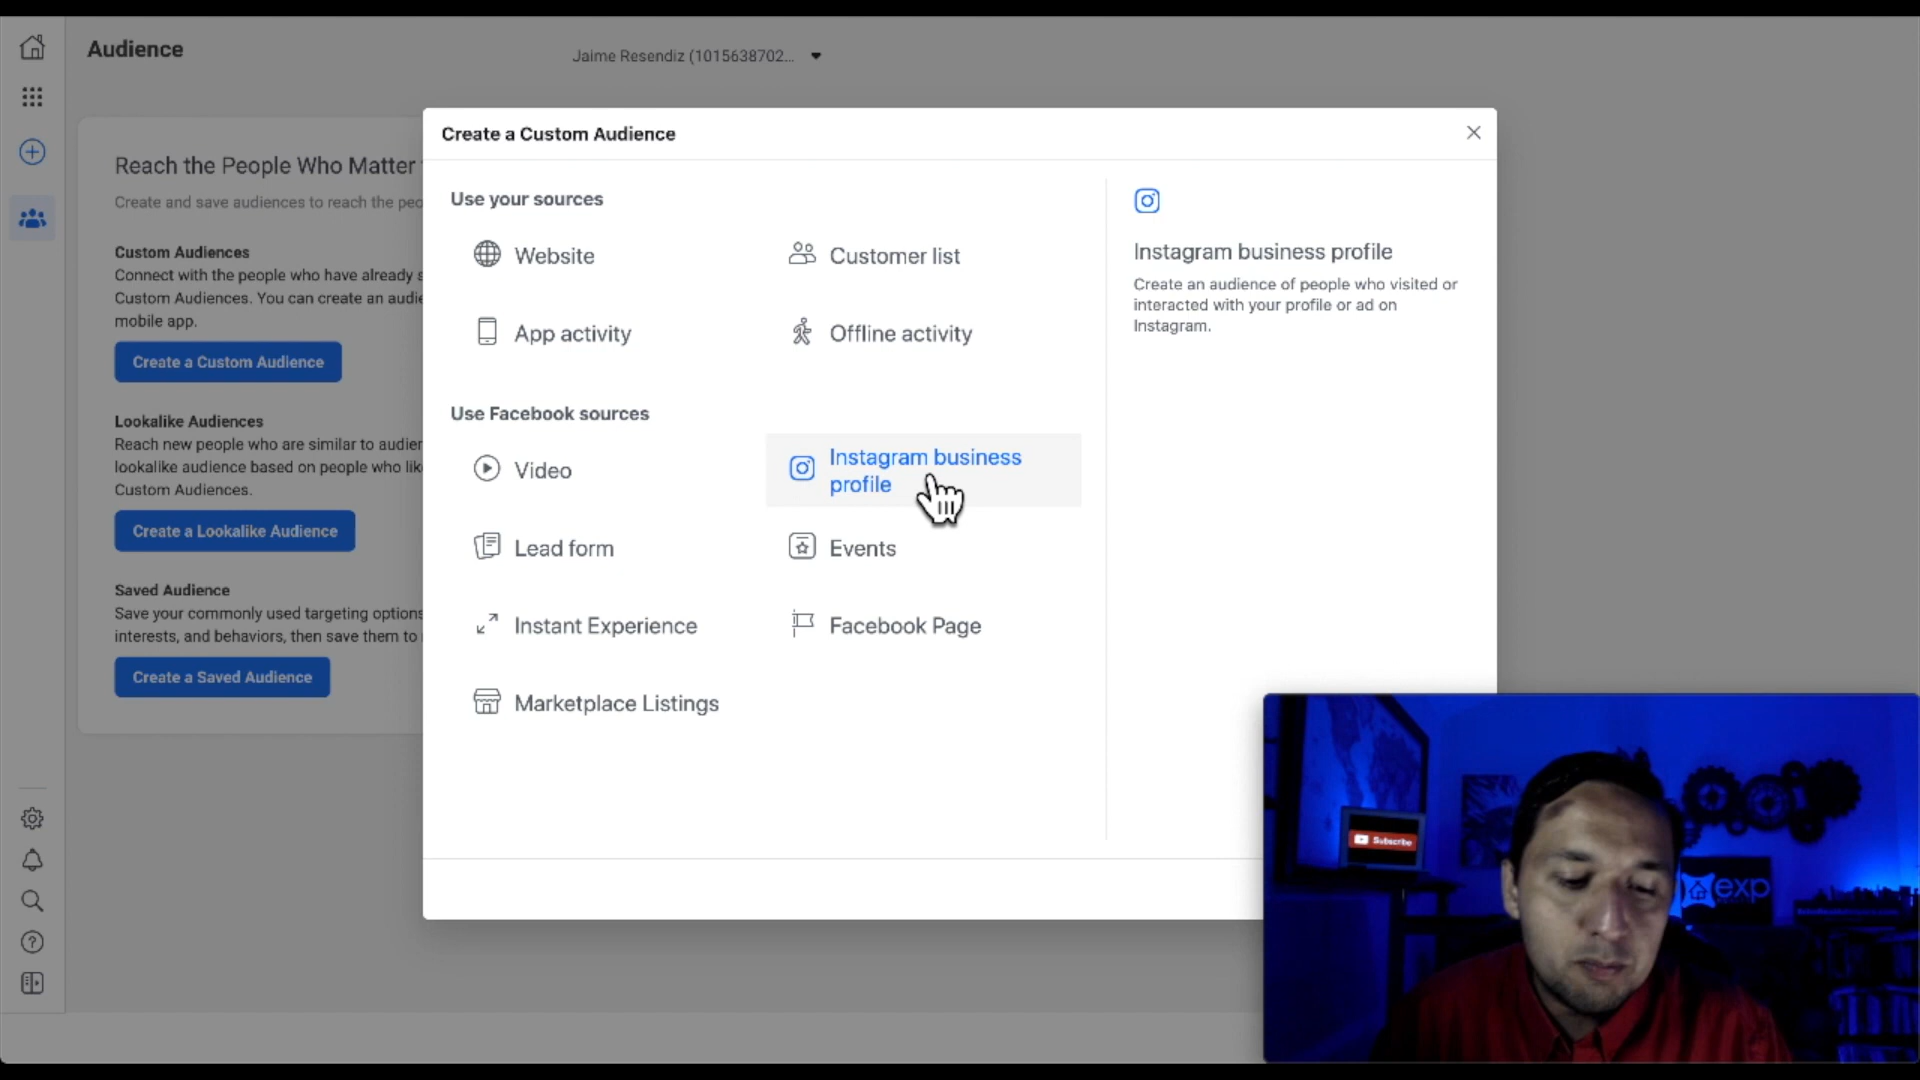 Audience
Jaime Resendiz (1015638702...
Reach the People Who Matter
Create and save audiences to reach the peo
Custom Audiences
Connect with the people who have already s
Custom Audiences. You can create an audie
mobile app.
Create a Custom Audience
Lookalike Audiences
Reach new people who are similar to audier
lookalike audience based on people who lik
Custom Audiences.
Create a Lookalike Audience
Saved Audience
Save your commonly used targeting options
interests, and behaviors, then save them to
Create a Saved Audience
Create a Custom Audience
Use your sources
Website
Customer list
App activity
Offline activity
Use Facebook sources
Video
Instagram business
profile
Lead form
Events
Instant Experience
Facebook Page
Marketplace Listings
Instagram business profile
Create an audience of people who visited or
interacted with your profile or ad on
Instagram.
Subscribe
exp